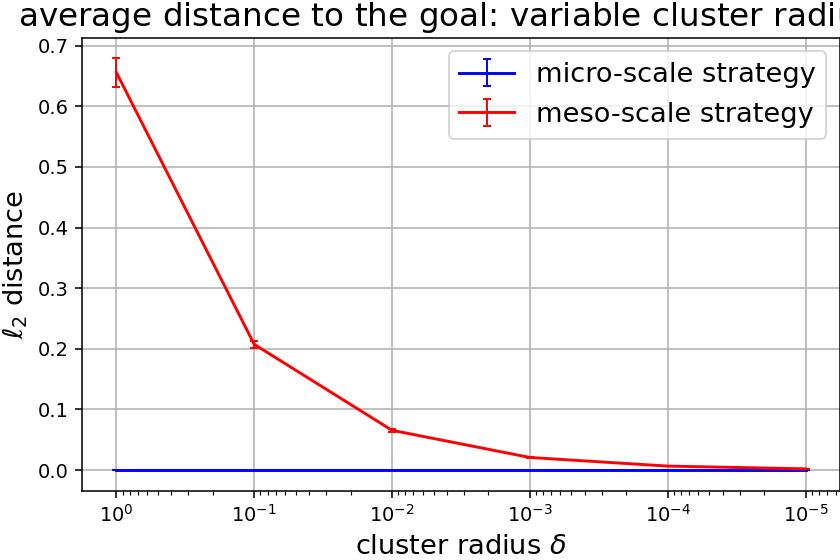 average distance to the goal: variable cluster radi
micro-scale strategy
meso-scale strategy
ℓ₂ distance
0.7
0.6
0.5
0.4
0.3
0.2
0.1
0.0
10⁰ 10⁻¹ 10⁻² 10⁻³ 10⁻⁴ 10⁻⁵
cluster radius δ